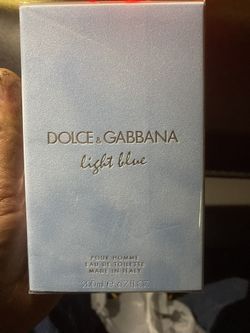 DOLCE & GABBANA
light blue
POUR HOMME
EAU DE TOILETTE
MADE IN ITALY